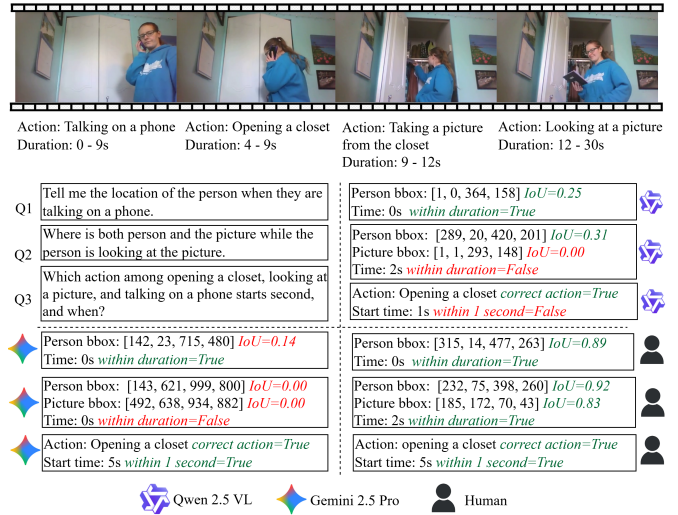 Action: Talking on a phone
Duration: 0 - 9s
Action: Opening a closet
Duration: 4 - 9s
Action: Taking a picture
from the closet
Duration: 9 - 12s
Action: Looking at a picture
Duration: 12 - 30s
Q1
Tell me the location of the person when they are
talking on a phone.
Person bbox: [1, 0, 364, 158] IoU=0.25
Time: 0s within duration=True
Q2
Where is both person and the picture while the
person is looking at the picture.
Person bbox: [289, 20, 420, 201] IoU=0.31
Picture bbox: [1, 1, 293, 148] IoU=0.00
Time: 2s within duration=False
Q3
Which action among opening a closet, looking at
a picture, and talking on a phone starts second,
and when?
Action: Opening a closet correct action=True
Start time: 1s within 1 second=False
Person bbox: [142, 23, 715, 480] IoU=0.14
Time: 0s within duration=True
Person bbox: [315, 14, 477, 263] IoU=0.89
Time: 0s within duration=True
Person bbox: [143, 621, 999, 800] IoU=0.00
Picture bbox: [492, 638, 934, 882] IoU=0.00
Time: 0s within duration=False
Person bbox: [232, 75, 398, 260] IoU=0.92
Picture bbox: [185, 172, 70, 43] IoU=0.83
Time: 2s within duration=True
Action: Opening a closet correct action=True
Start time: 5s within 1 second=True
Action: opening a closet correct action=True
Start time: 5s within 1 second=True
Qwen 2.5 VL
Gemini 2.5 Pro
Human